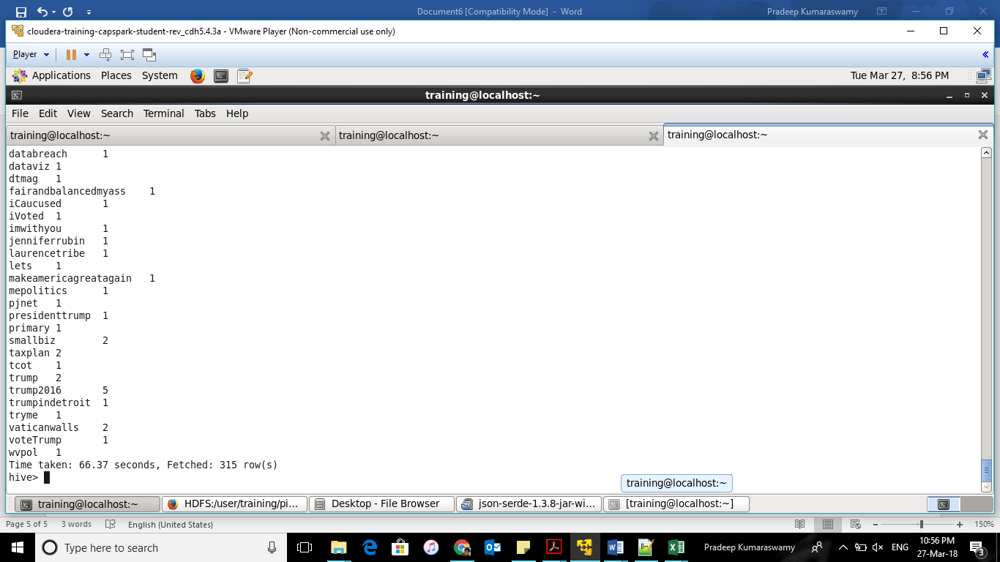 Document6 [Compatibility Mode] - Word
Pradeep Kumaraswamy
cloudera-training-capspark-student-rev_cdh5.4.3a - VMware Player (Non-commercial use only)
Player
Applications Places System
Tue Mar 27, 8:56 PM
training@localhost:~
File Edit View Search Terminal Tabs Help
training@localhost:~ training@localhost:~ training@localhost:~
databreach 1
dataviz 1
dtmag 1
fairandbalancedmyass 1
iCaucused 1
iVoted 1
imwithyou 1
jenniferrubin 1
laurencetribe 1
lets 1
makeamericagreatagain 1
mepolitics 1
pjnet 1
presidenttrump 1
primary 1
smallbiz 2
taxplan 2
tcot 1
trump 2
trump2016 5
trumpindetroit 1
tryme 1
vaticanwalls 2
voteTrump 1
wvpol 1
Time taken: 66.37 seconds, Fetched: 315 row(s)
hive>
training@localhost:~
training@localhost:~ HDFS:/user/training/pi... Desktop - File Browser json-serde-1.3.8-jar-wi... [training@localhost:~]
Page 5 of 5 3 words English (United States) 150%
Type here to search
Pradeep Kumaraswamy
ENG
10:56 PM
27-Mar-18
3